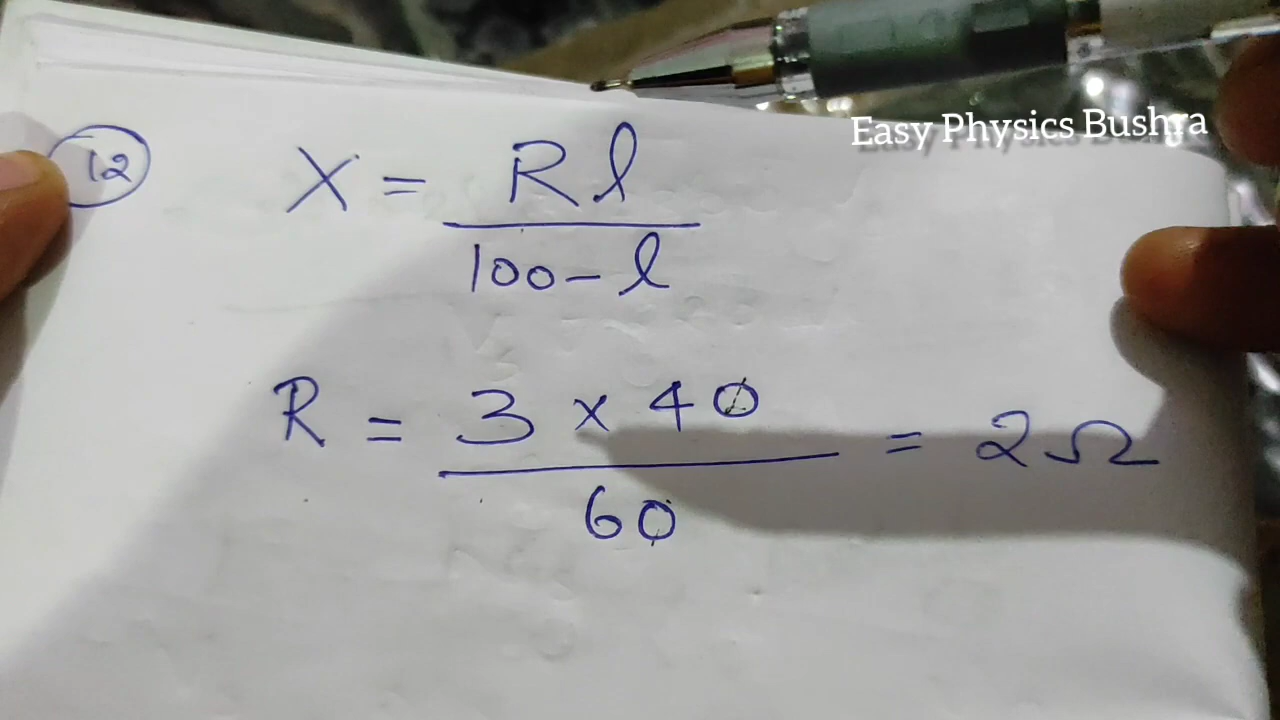 Easy Physics Bushra
12
X = Rl / 100 - l
R = 3 x 40 / 60 = 2Ω